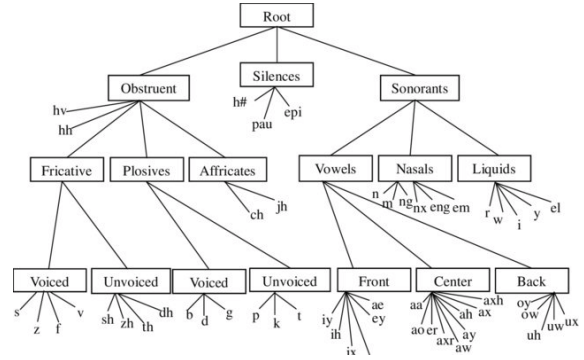 Root
Obstruent Silences Sonorants
hv hh h# pau epi
Fricative Plosives Affricates Vowels Nasals Liquids
ch jh n m ng nx eng em r w i y el
Voiced Unvoiced Voiced Unvoiced Front Center Back
s z f v sh zh th dh b d g p k t iy ih ix ey ae aa ao er axr aw ay ah ax axh oy ow uh uw ux